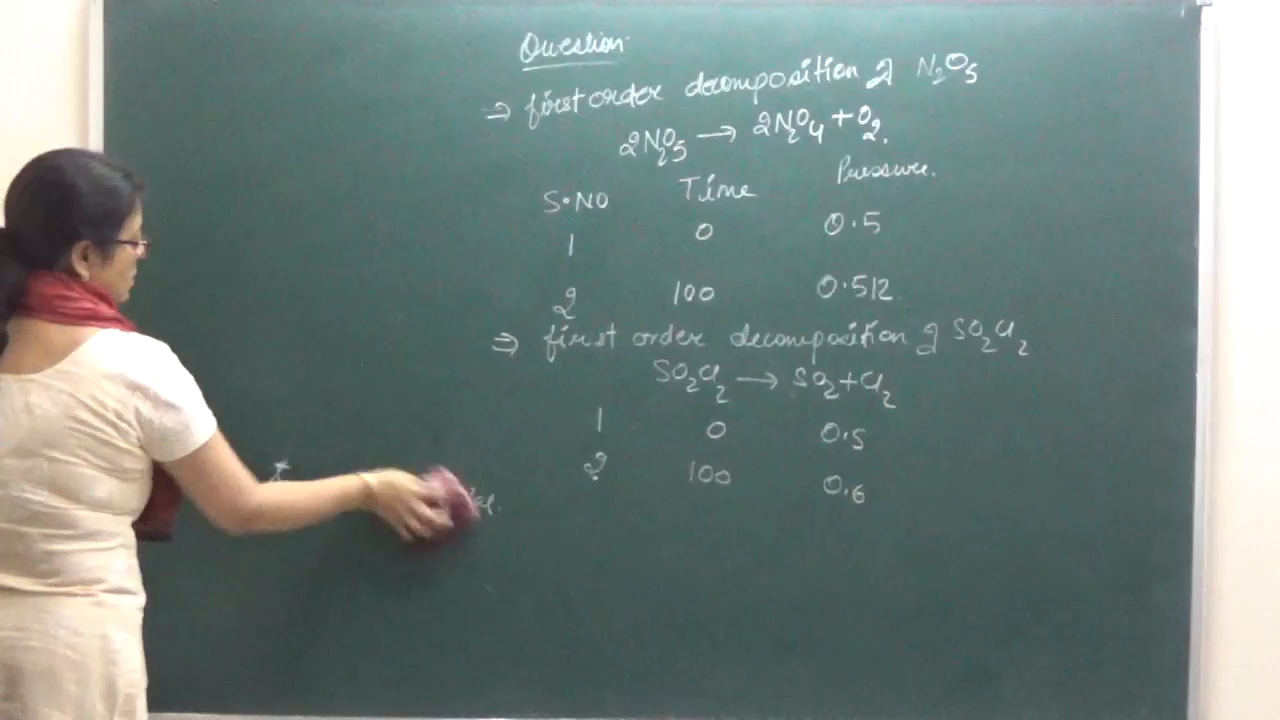 Question
⇒ first order decomposition of N₂O₅
2N₂O₅ → 2N₂O₄ + O₂.
S.NO Time Pressure.
1 0 0.5
2 100 0.512
⇒ first order decomposition of SO₂Cl₂
SO₂Cl₂ → SO₂ + Cl₂
1 0 0.5
2 100 0.6